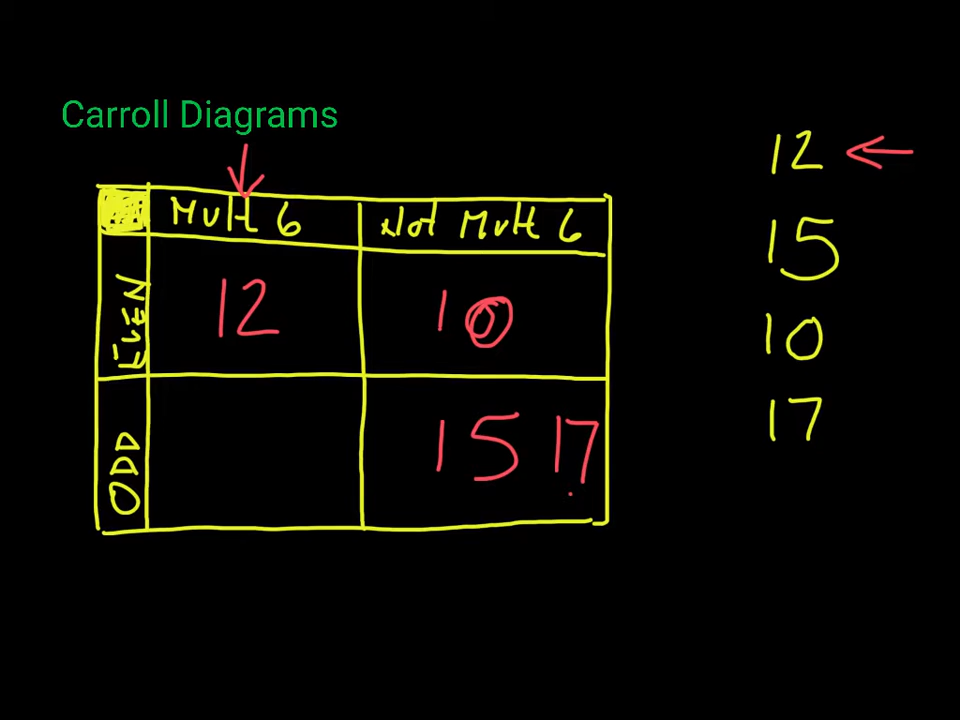 Carroll Diagrams
Mult 6 Not Mult 6
EVEN 12 10
ODD 15 17
12
15
10
17